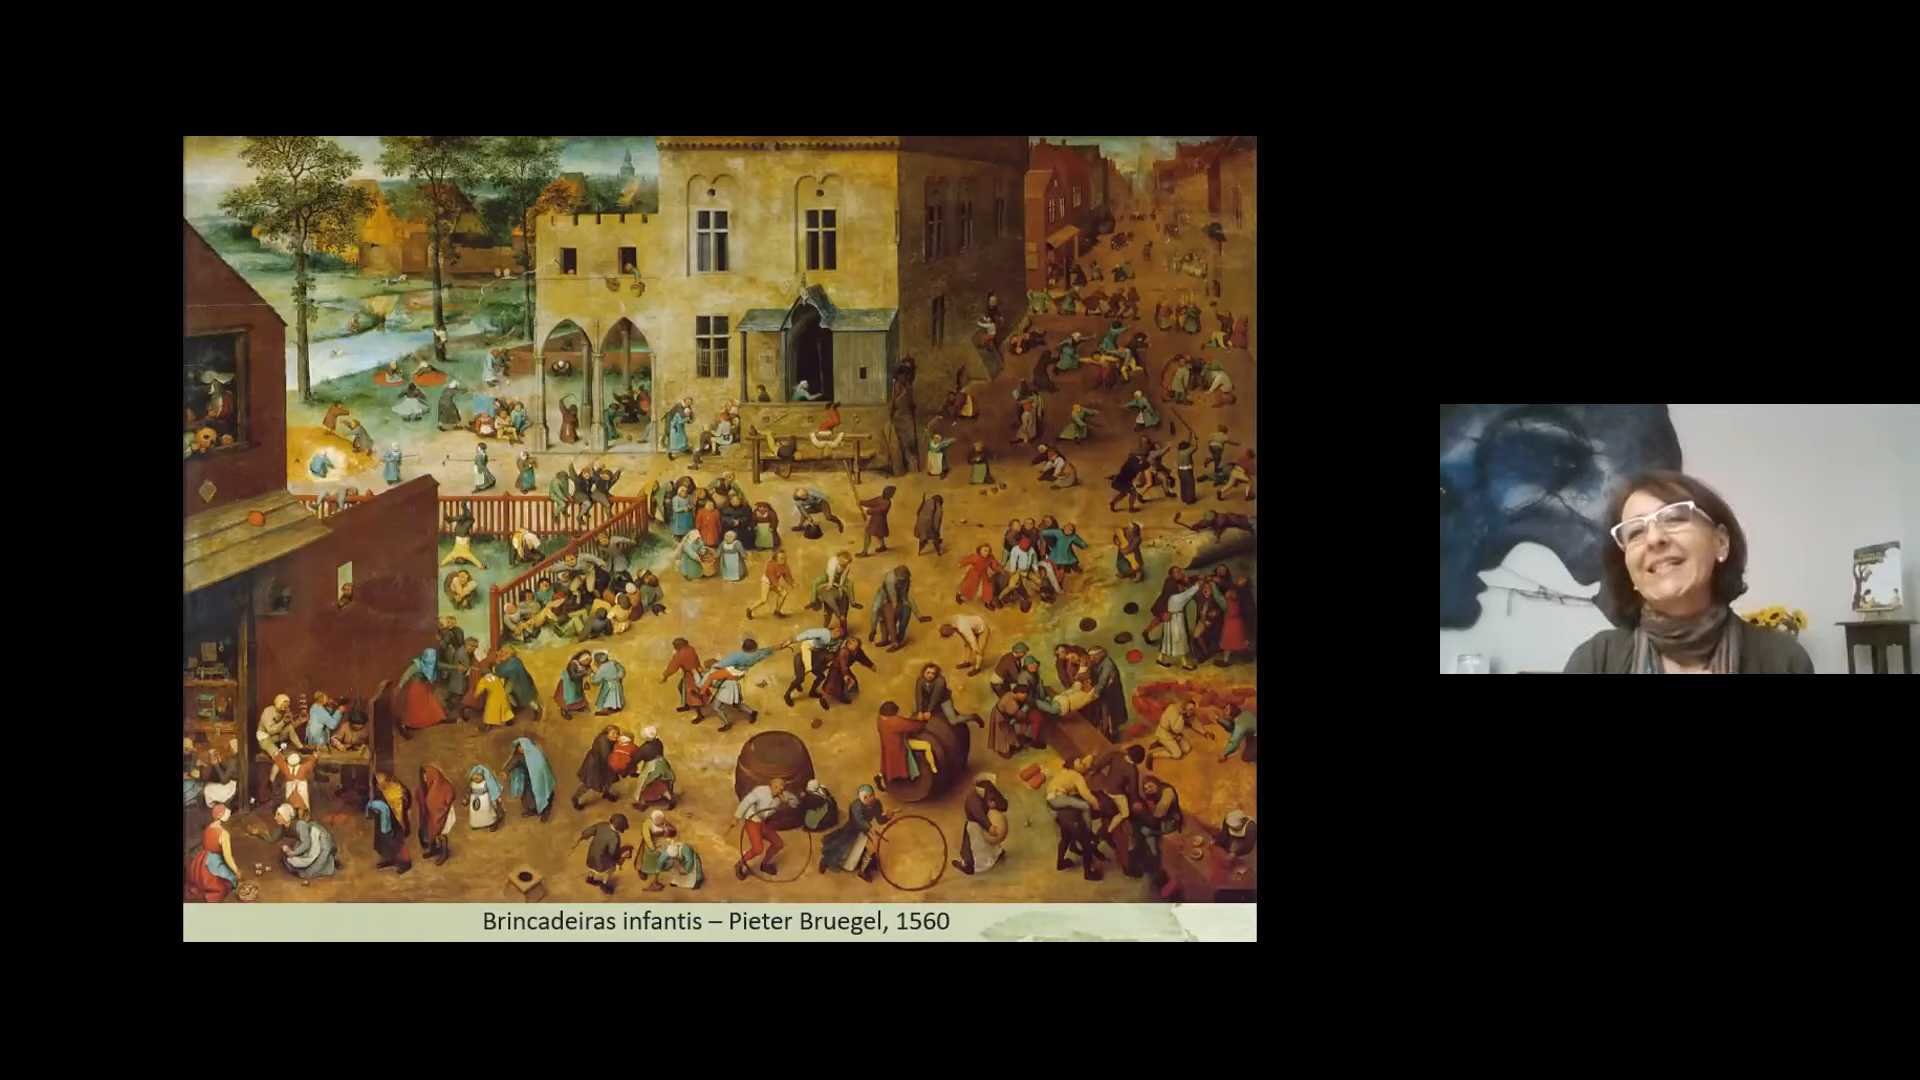 Brincadeiras infantis – Pieter Bruegel, 1560